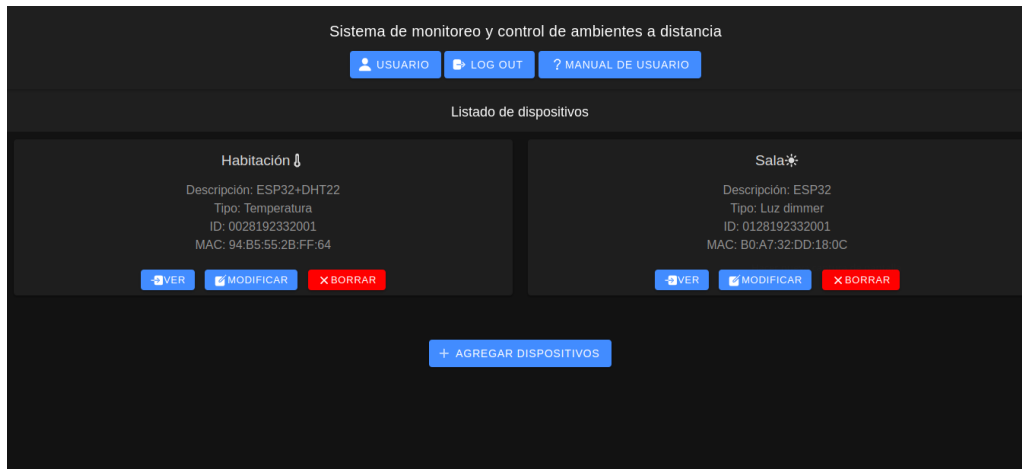 Sistema de monitoreo y control de ambientes a distancia
USUARIO
LOG OUT
? MANUAL DE USUARIO
Listado de dispositivos
Habitación
Descripción: ESP32+DHT22
Tipo: Temperatura
ID: 0028192332001
MAC: 94:B5:55:2B:FF:64
VER
MODIFICAR
BORRAR
Sala
Descripción: ESP32
Tipo: Luz dimmer
ID: 0128192332001
MAC: B0:A7:32:DD:18:0C
VER
MODIFICAR
BORRAR
+ AGREGAR DISPOSITIVOS